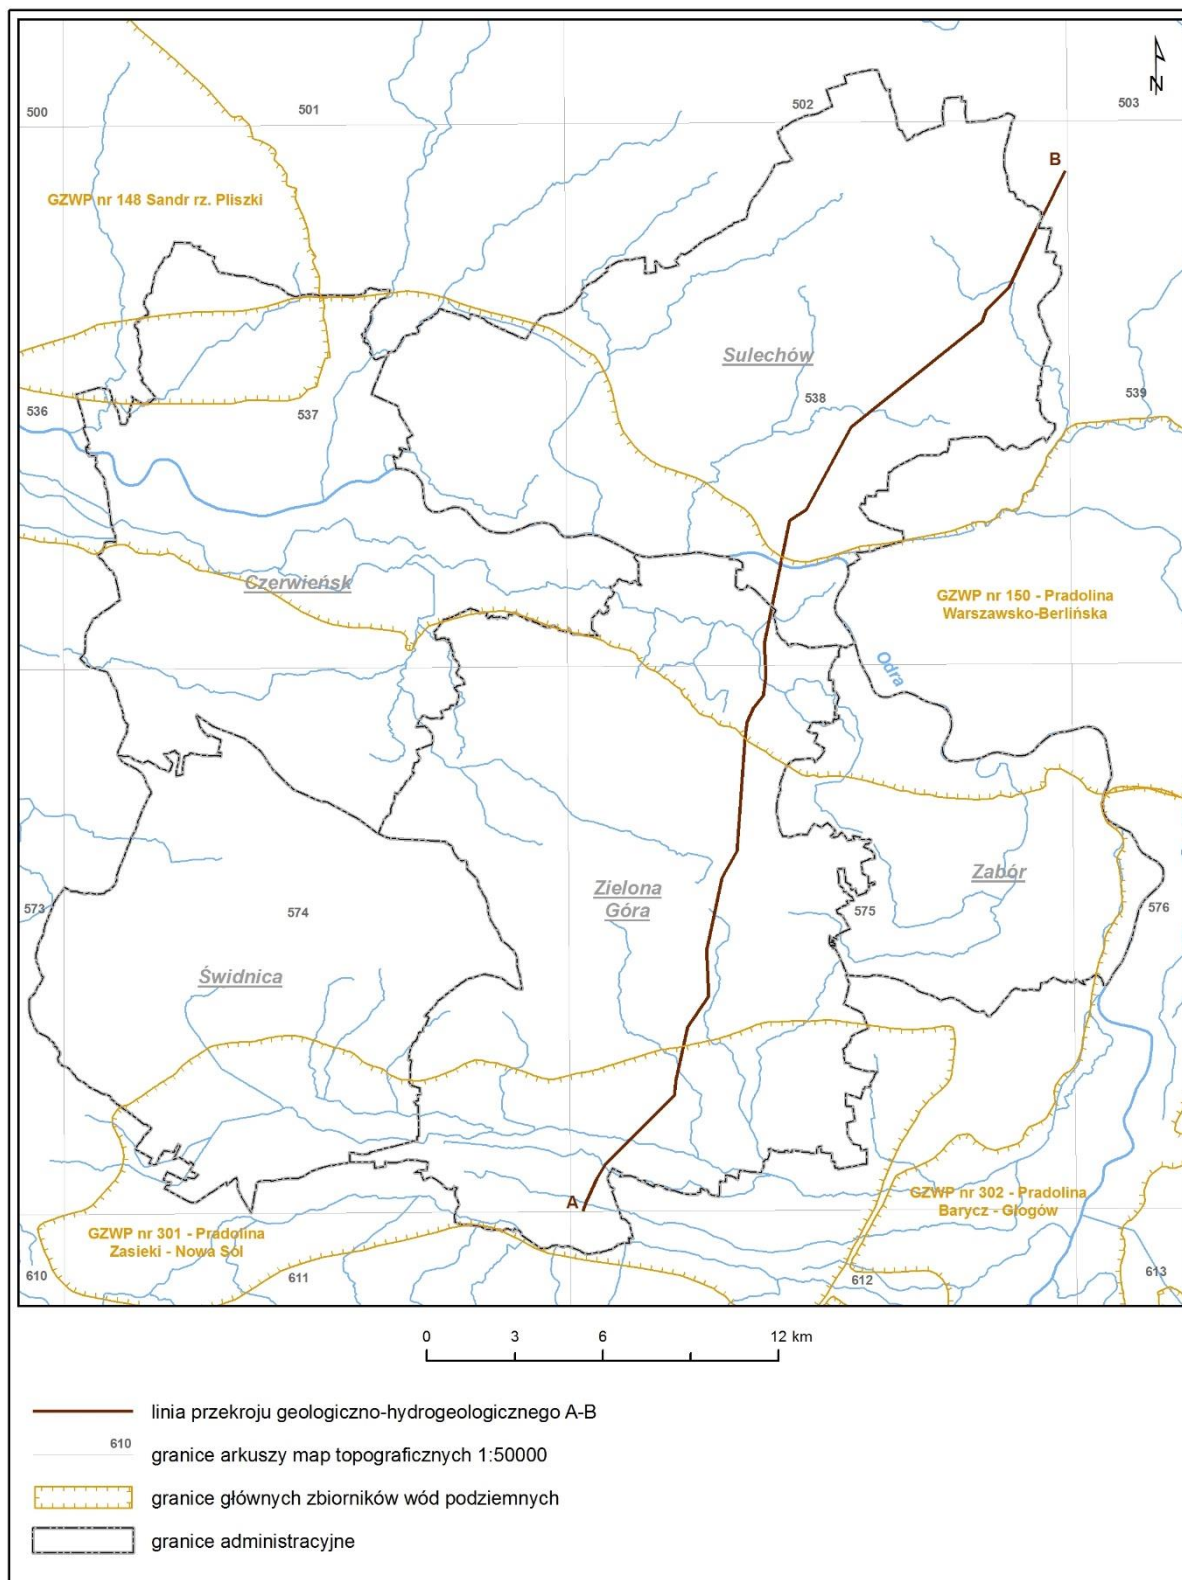 N
500
501
502
503
B
GZWP nr 148 Sandr rz. Pliszki
Sulechów
536
537
538
539
Czerwieńsk
GZWP nr 150 - Pradolina
Warszawsko-Berlińska
Odra
Zielona
Góra
Zabór
573
574
575
576
Świdnica
A
GZWP nr 301 - Pradolina
Zasieki - Nowa Sól
GZWP nr 302 - Pradolina
Barycz - Głogów
610
611
612
613
0 3 6 12 km
linia przekroju geologiczno-hydrogeologicznego A-B
610
granice arkuszy map topograficznych 1:50000
granice głównych zbiorników wód podziemnych
granice administracyjne